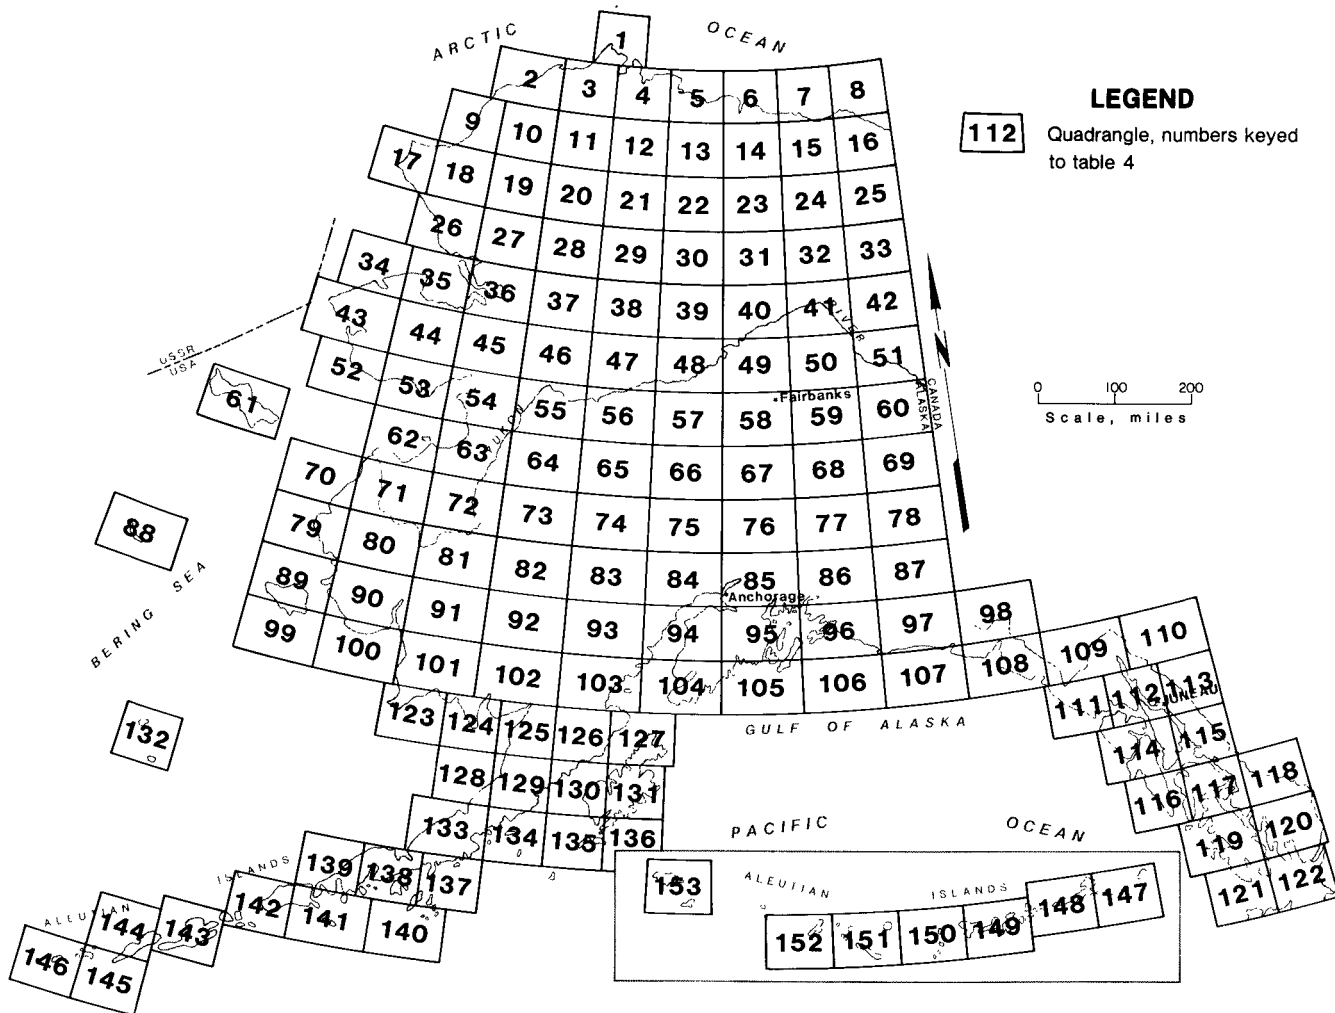 ARCTIC OCEAN
1
2 3 4 5 6 7 8
LEGEND
112 Quadrangle, numbers keyed
to table 4
9 10 11 12 13 14 15 16
17 18 19 20 21 22 23 24 25
26 27 28 29 30 31 32 33
34 35 36 37 38 39 40 41 42
RIVER
43 44 45 46 47 48 49 50 51
USSR
USA
52 53 54 55 56 57 58 59 60
Fairbanks
CANADA
ALASKA
N
0 100 200
Scale, miles
61
YUKON
62 63 64 65 66 67 68 69
70 71 72 73 74 75 76 77 78
79 80 81 82 83 84 85 86 87
Anchorage
88
BERING SEA
89 90 91 92 93 94 95 96 97 98
99 100 101 102 103 104 105 106 107 108 109 110
111 112 113
JUNEAU
GULF OF ALASKA
114 115
116 117 118
119 120
121 122
123 124 125 126 127
128 129 130 131
132
133 134 135 136
PACIFIC OCEAN
ALEUTIAN ISLANDS
139 138 137
142 141 140
144 143
146 145
153
ALEUTIAN ISLANDS
152 151 150 149 148 147